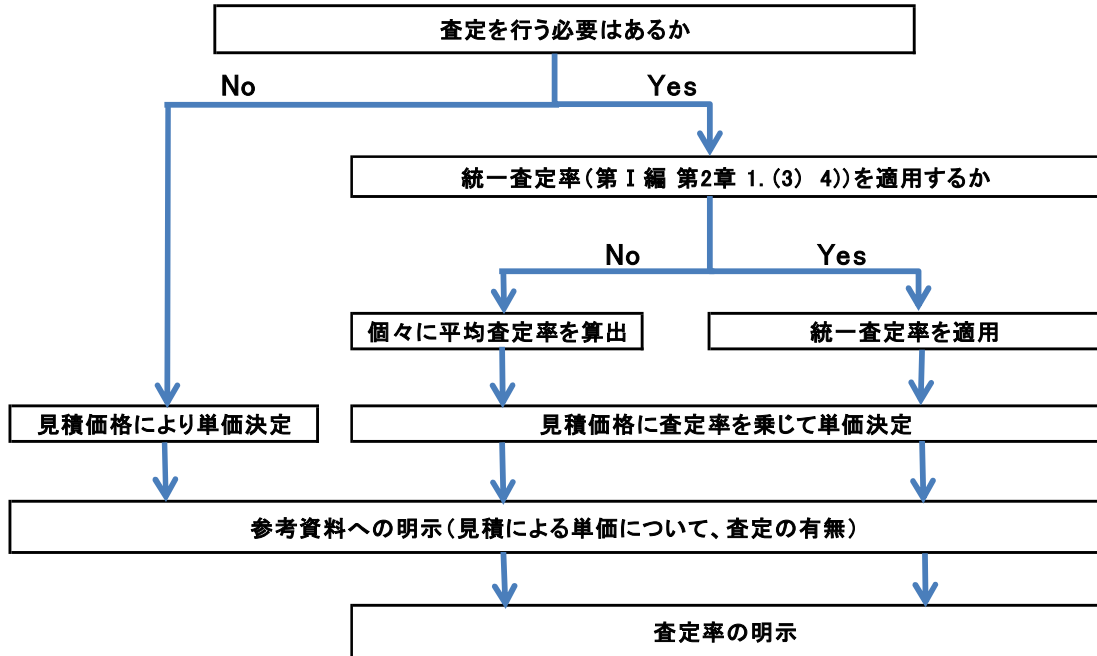 査定を行う必要はあるか
No
Yes
統一査定率(第Ⅰ編 第2章 1.(3) 4))を適用するか
No
Yes
個々に平均査定率を算出
統一査定率を適用
見積価格により単価決定
見積価格に査定率を乗じて単価決定
参考資料への明示(見積による単価について、査定の有無)
査定率の明示